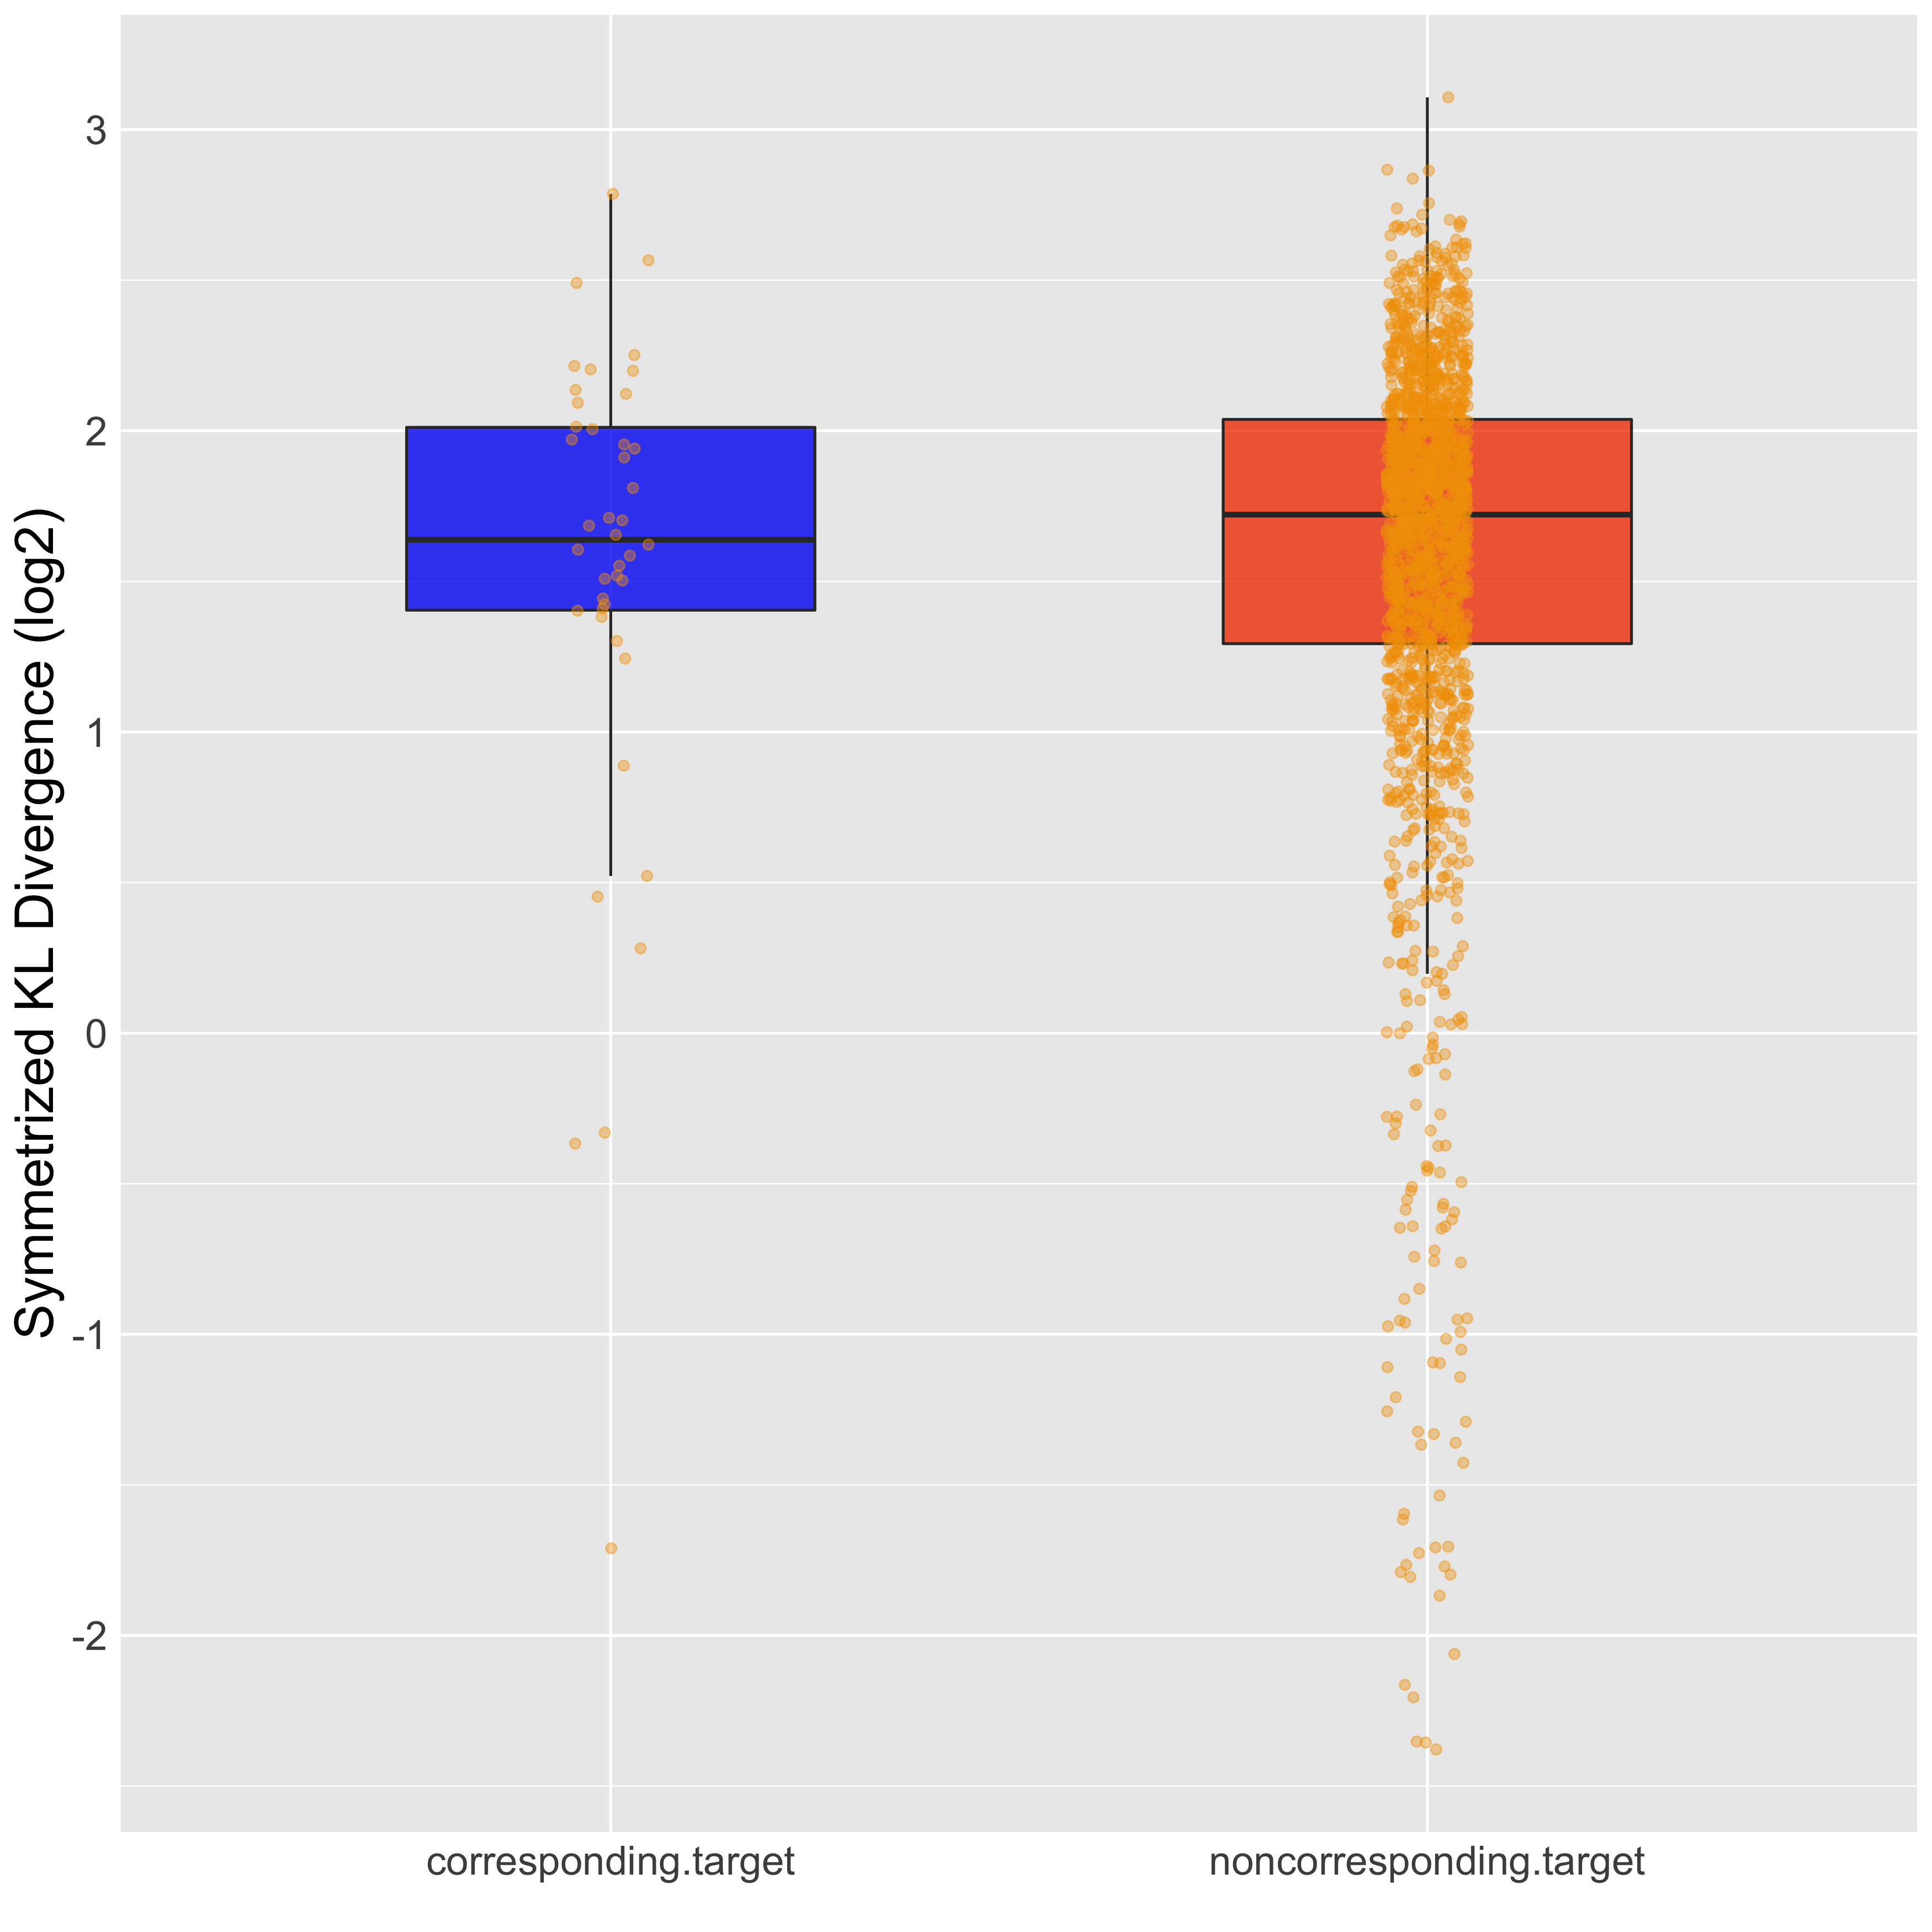 Symmetrized KL Divergence (log2)
3
2
1
0
-1
-2
corresponding.target
noncorresponding.target